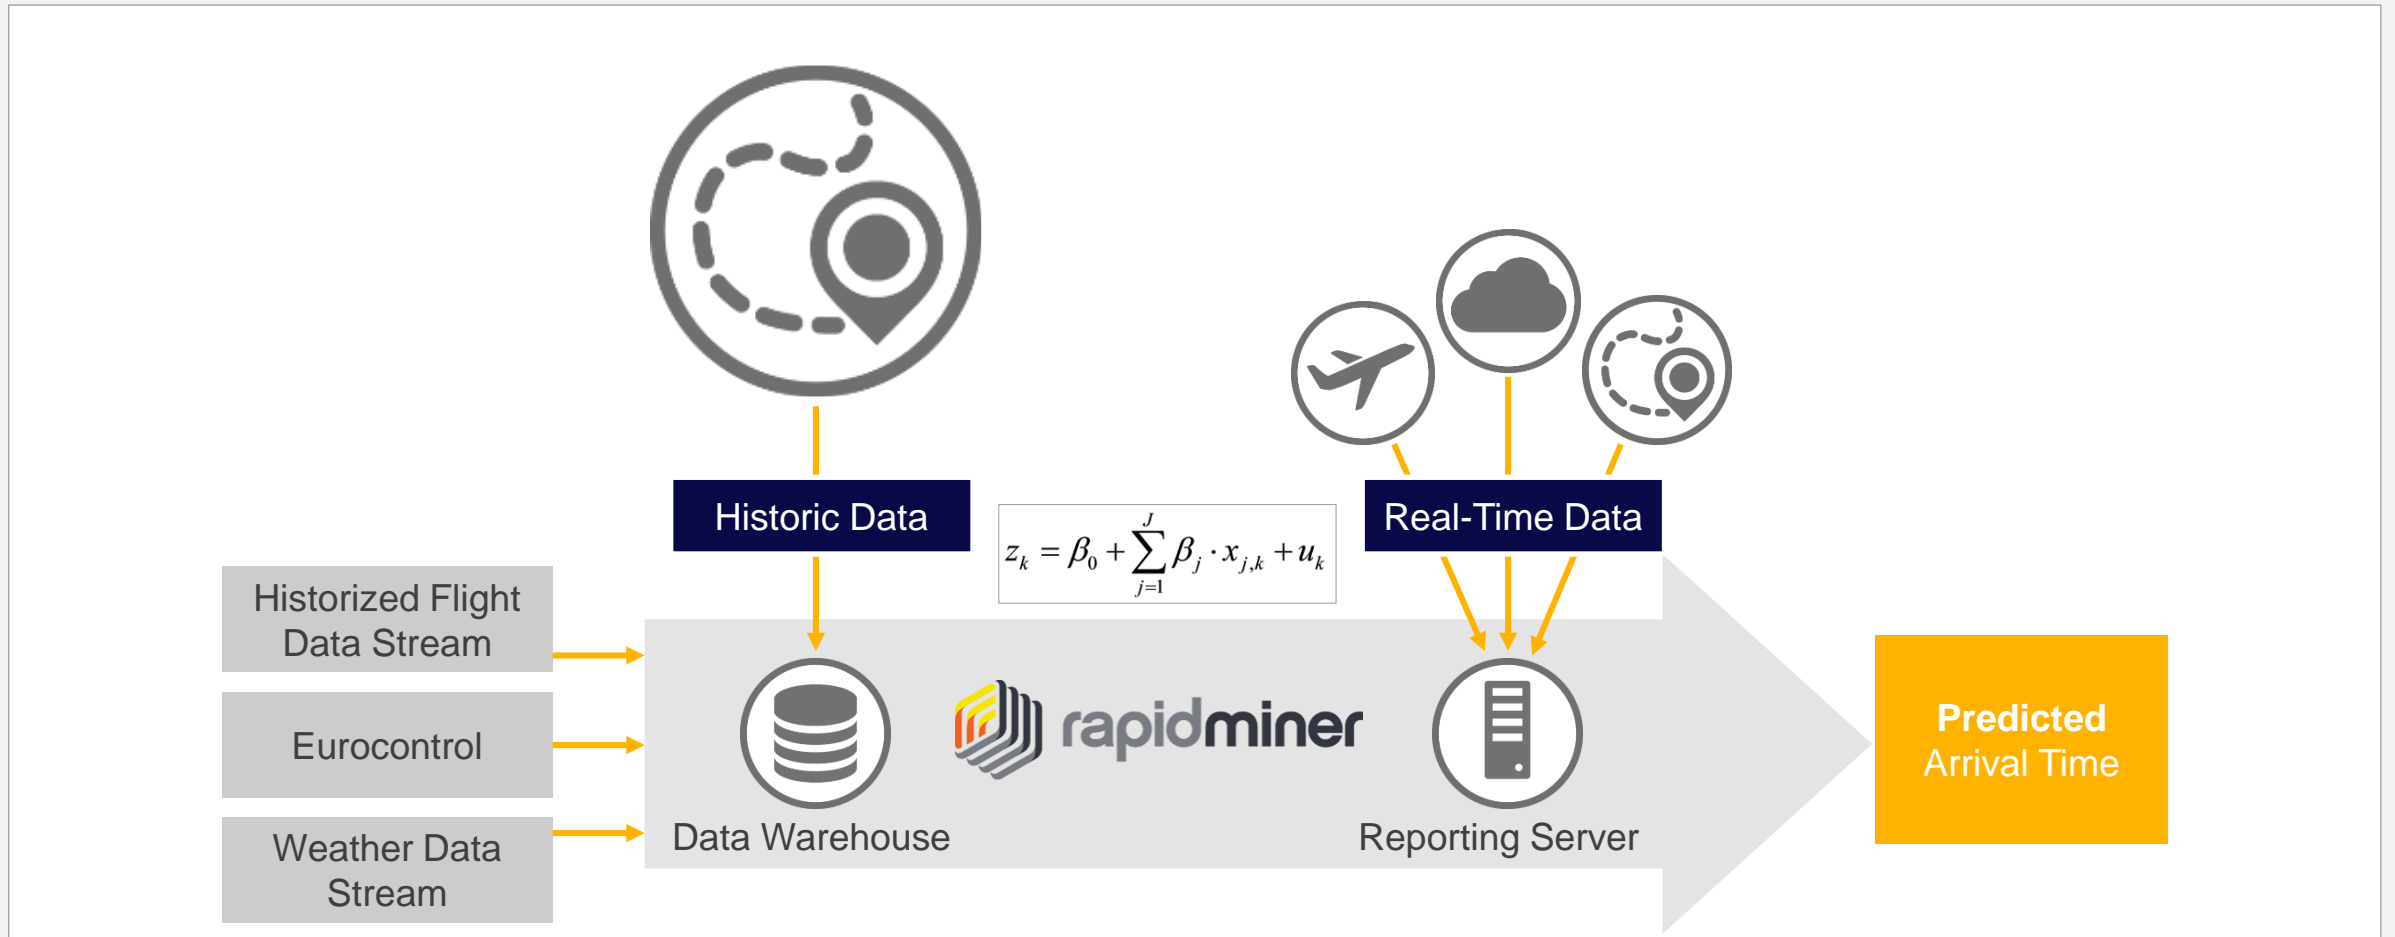 Historic Data
z_k = β_0 + ∑_{j=1}^{J} β_j · x_{j,k} + u_k
Real-Time Data
Historized Flight
Data Stream
Eurocontrol
Weather Data
Stream
rapidminer
Data Warehouse
Reporting Server
Predicted
Arrival Time